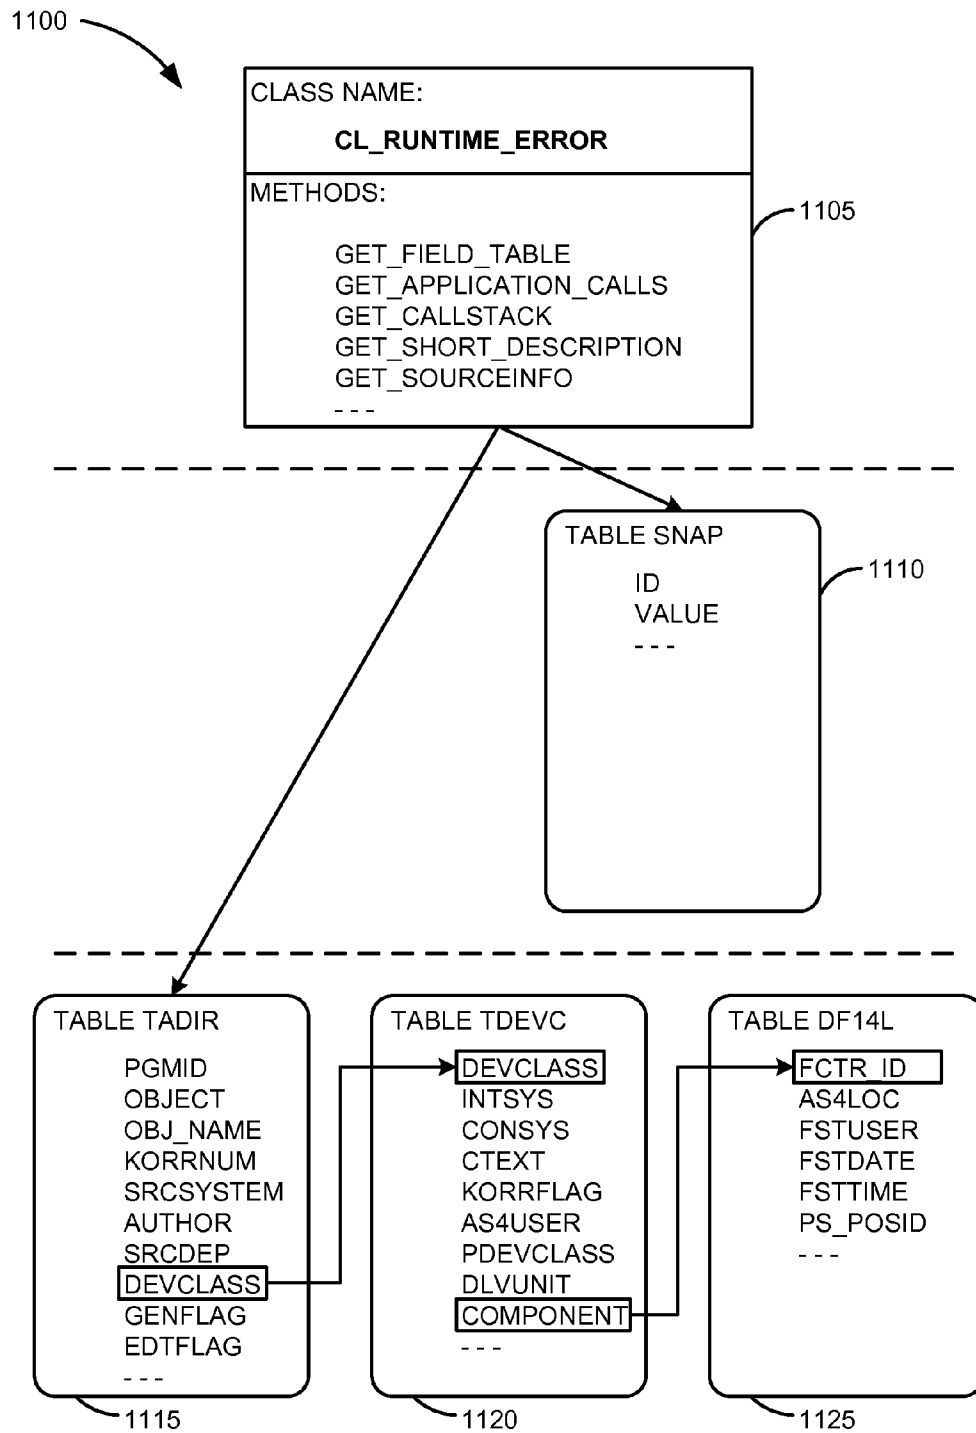 1100
CLASS NAME:
CL_RUNTIME_ERROR
METHODS:
1105
GET_FIELD_TABLE
GET_APPLICATION_CALLS
GET_CALLSTACK
GET_SHORT_DESCRIPTION
GET_SOURCEINFO
- - -
TABLE SNAP
1110
ID
VALUE
- - -
TABLE TADIR
PGMID
OBJECT
OBJ_NAME
KORRNUM
SRCSYSTEM
AUTHOR
SRCDEP
DEVCLASS
GENFLAG
EDTFLAG
- - -
1115
TABLE TDEVC
DEVCLASS
INTSYS
CONSYS
CTEXT
KORRFLAG
AS4USER
PDEVCLASS
DLVUNIT
COMPONENT
- - -
1120
TABLE DF14L
FCTR_ID
AS4LOC
FSTUSER
FSTDATE
FSTTIME
PS_POSID
- - -
1125